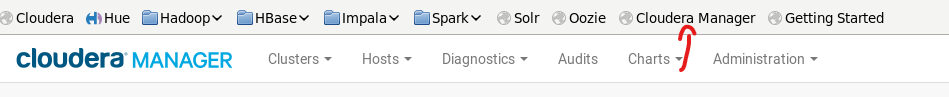 Cloudera Hue Hadoop HBase Impala Spark Solr Oozie Cloudera Manager Getting Started
cloudera MANAGER Clusters Hosts Diagnostics Audits Charts Administration